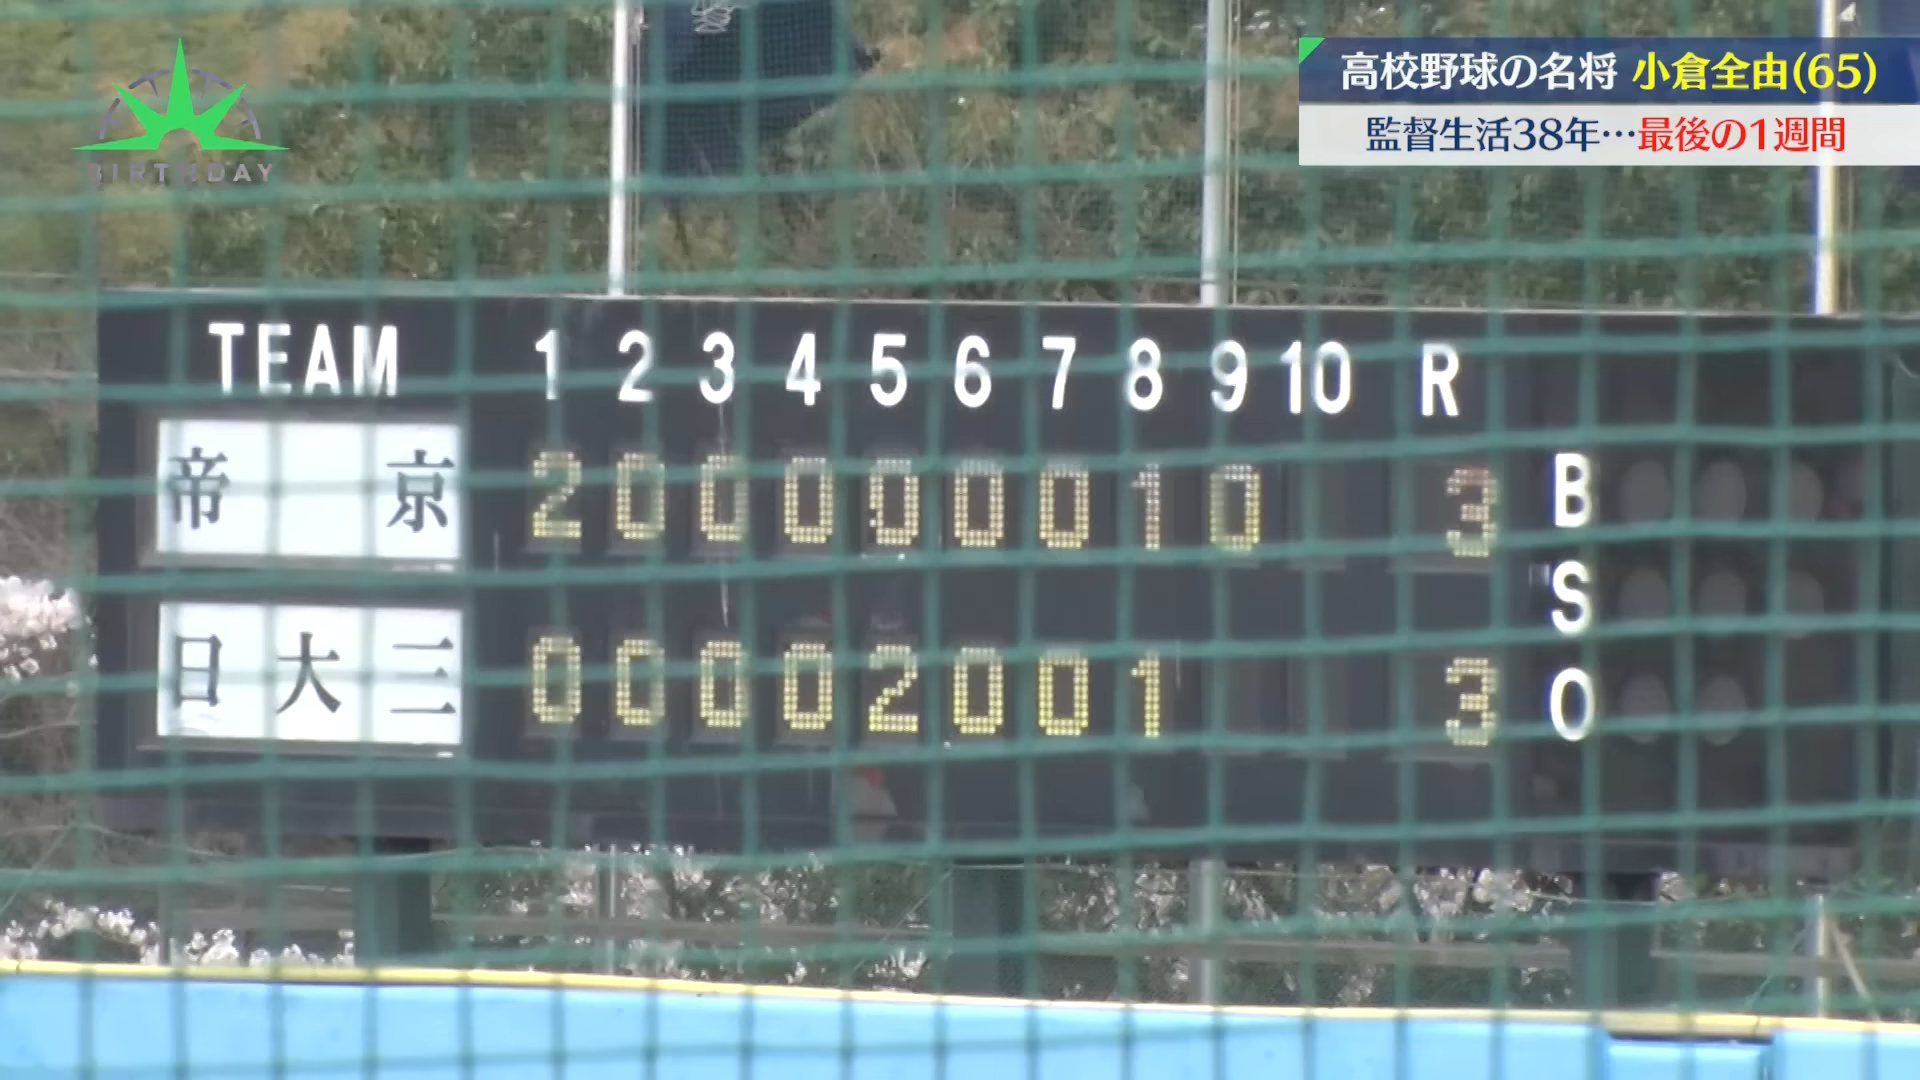 BIRTHDAY
高校野球の名将 小倉全由(65)
監督生活38年…最後の1週間
TEAM 1 2 3 4 5 6 7 8 9 10 R
帝京 2 0 0 0 0 0 0 1 0 3
日大三 0 0 0 0 2 0 0 1 3
B
S
O